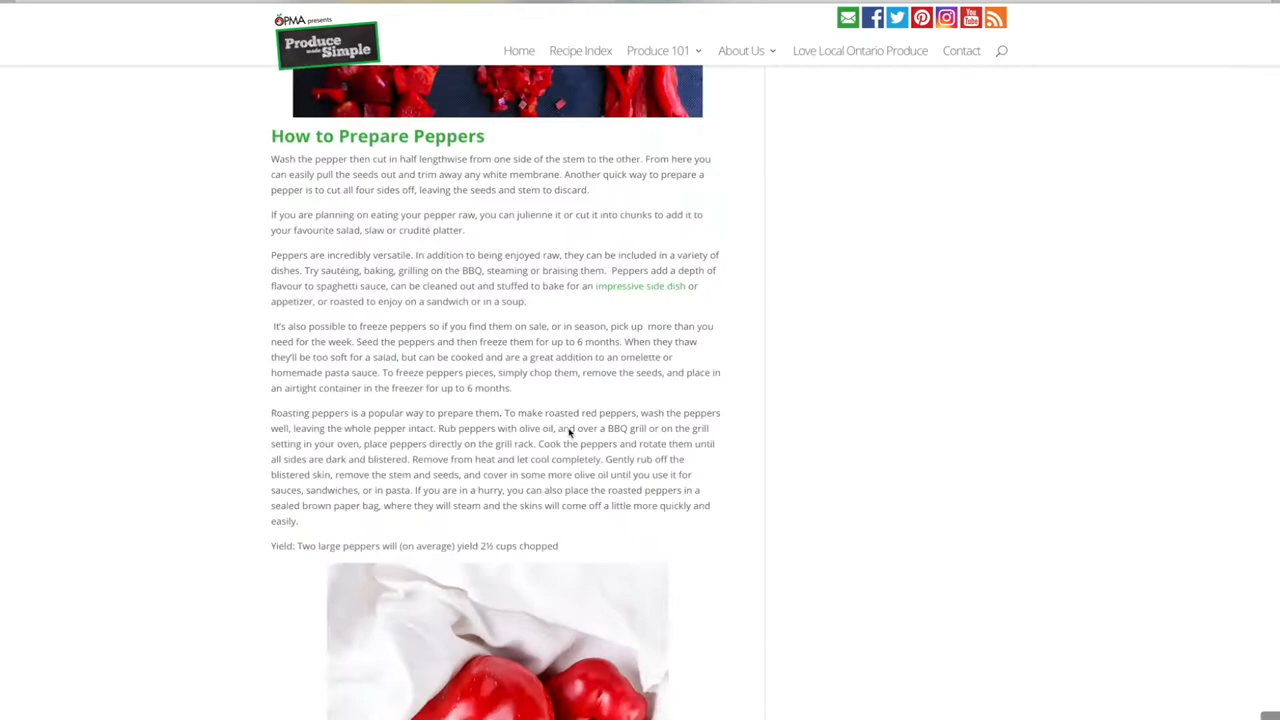 OPMA presents
Produce
made Simple
Home Recipe Index Produce 101 About Us Love Local Ontario Produce Contact
You
Tube
How to Prepare Peppers
Wash the pepper then cut in half lengthwise from one side of the stem to the other. From here you
can easily pull the seeds out and trim away any white membrane. Another quick way to prepare a
pepper is to cut all four sides off, leaving the seeds and stem to discard.
If you are planning on eating your pepper raw, you can julienne it or cut it into chunks to add it to
your favourite salad, slaw or crudité platter.
Peppers are incredibly versatile. In addition to being enjoyed raw, they can be included in a variety of
dishes. Try sautéing, baking, grilling on the BBQ, steaming or braising them.  Peppers add a depth of
flavour to spaghetti sauce, can be cleaned out and stuffed to bake for an impressive side dish or
appetizer, or roasted to enjoy on a sandwich or in a soup.
It's also possible to freeze peppers so if you find them on sale, or in season, pick up  more than you
need for the week. Seed the peppers and then freeze them for up to 6 months. When they thaw
they'll be too soft for a salad, but can be cooked and are a great addition to an omelette or
homemade pasta sauce. To freeze peppers pieces, simply chop them, remove the seeds, and place in
an airtight container in the freezer for up to 6 months.
Roasting peppers is a popular way to prepare them. To make roasted red peppers, wash the peppers
well, leaving the whole pepper intact. Rub peppers with olive oil, and over a BBQ grill or on the grill
setting in your oven, place peppers directly on the grill rack. Cook the peppers and rotate them until
all sides are dark and blistered. Remove from heat and let cool completely. Gently rub off the
blistered skin, remove the stem and seeds, and cover in some more olive oil until you use it for
sauces, sandwiches, or in pasta. If you are in a hurry, you can also place the roasted peppers in a
sealed brown paper bag, where they will steam and the skins will come off a little more quickly and
easily.
Yield: Two large peppers will (on average) yield 2½ cups chopped